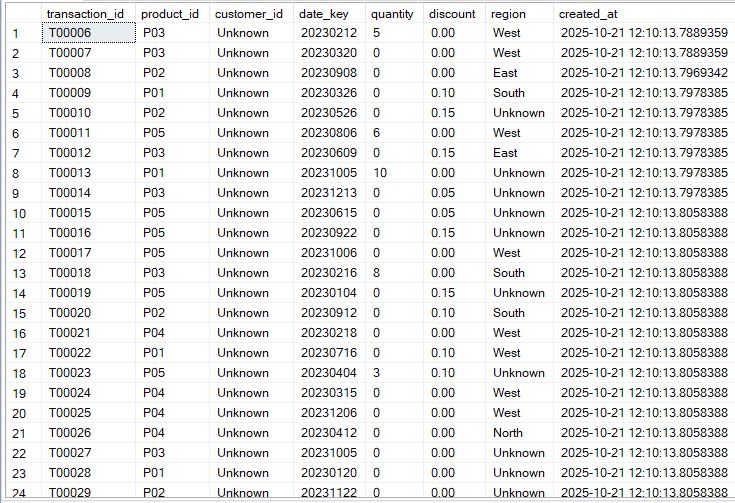 transaction_id product_id customer_id date_key quantity discount region created_at
1 T00006 P03 Unknown 20230212 5 0.00 West 2025-10-21 12:10:13.7889359
2 T00007 P03 Unknown 20230320 0 0.00 West 2025-10-21 12:10:13.7889359
3 T00008 P02 Unknown 20230908 0 0.00 East 2025-10-21 12:10:13.7969342
4 T00009 P01 Unknown 20230326 0 0.10 South 2025-10-21 12:10:13.7978385
5 T00010 P02 Unknown 20230526 0 0.15 Unknown 2025-10-21 12:10:13.7978385
6 T00011 P05 Unknown 20230806 6 0.00 West 2025-10-21 12:10:13.7978385
7 T00012 P03 Unknown 20230609 0 0.15 East 2025-10-21 12:10:13.7978385
8 T00013 P01 Unknown 20231005 10 0.00 Unknown 2025-10-21 12:10:13.7978385
9 T00014 P03 Unknown 20231213 0 0.05 Unknown 2025-10-21 12:10:13.7978385
10 T00015 P05 Unknown 20230615 0 0.05 Unknown 2025-10-21 12:10:13.8058388
11 T00016 P05 Unknown 20230922 0 0.15 Unknown 2025-10-21 12:10:13.8058388
12 T00017 P05 Unknown 20231006 0 0.00 West 2025-10-21 12:10:13.8058388
13 T00018 P03 Unknown 20230216 8 0.00 South 2025-10-21 12:10:13.8058388
14 T00019 P05 Unknown 20230104 0 0.15 Unknown 2025-10-21 12:10:13.8058388
15 T00020 P02 Unknown 20230912 0 0.10 South 2025-10-21 12:10:13.8058388
16 T00021 P04 Unknown 20230218 0 0.00 West 2025-10-21 12:10:13.8058388
17 T00022 P01 Unknown 20230716 0 0.10 West 2025-10-21 12:10:13.8058388
18 T00023 P05 Unknown 20230404 3 0.10 Unknown 2025-10-21 12:10:13.8058388
19 T00024 P04 Unknown 20230315 0 0.00 West 2025-10-21 12:10:13.8058388
20 T00025 P04 Unknown 20231206 0 0.00 West 2025-10-21 12:10:13.8058388
21 T00026 P04 Unknown 20230412 0 0.00 North 2025-10-21 12:10:13.8058388
22 T00027 P03 Unknown 20231005 0 0.00 Unknown 2025-10-21 12:10:13.8058388
23 T00028 P01 Unknown 20230120 0 0.00 Unknown 2025-10-21 12:10:13.8058388
24 T00029 P02 Unknown 20231122 0 0.00 Unknown 2025-10-21 12:10:13.8058388